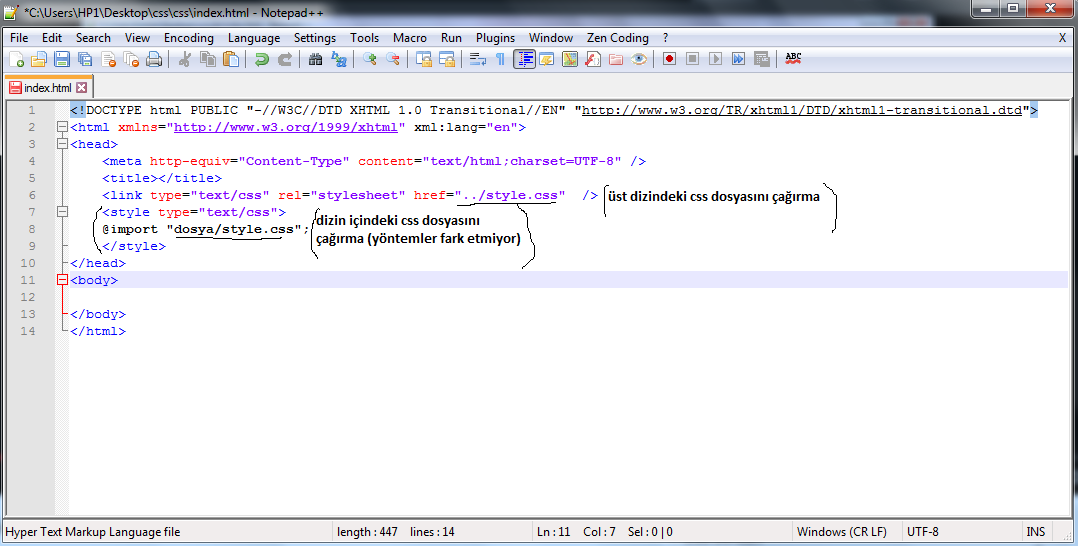 *C:\Users\HP1\Desktop\css\css\index.html - Notepad++
File Edit Search View Encoding Language Settings Tools Macro Run Plugins Window Zen Coding ? X
ABC
index.html
1 <!DOCTYPE html PUBLIC "-//W3C//DTD XHTML 1.0 Transitional//EN" "http://www.w3.org/TR/xhtml1/DTD/xhtml1-transitional.dtd">
2 <html xmlns="http://www.w3.org/1999/xhtml" xml:lang="en">
3 <head>
4 <meta http-equiv="Content-Type" content="text/html;charset=UTF-8" />
5 <title></title>
6 <link type="text/css" rel="stylesheet" href="../style.css" /> üst dizindeki css dosyasını çağırma
7 <style type="text/css">
8 @import "dosya/style.css";
9 </style>
dizin içindeki css dosyasını
çağırma (yöntemler fark etmiyor)
10 </head>
11 <body>
12
13 </body>
14 </html>
Hyper Text Markup Language file length : 447 lines : 14 Ln : 11 Col : 7 Sel : 0 | 0 Windows (CR LF) UTF-8 INS